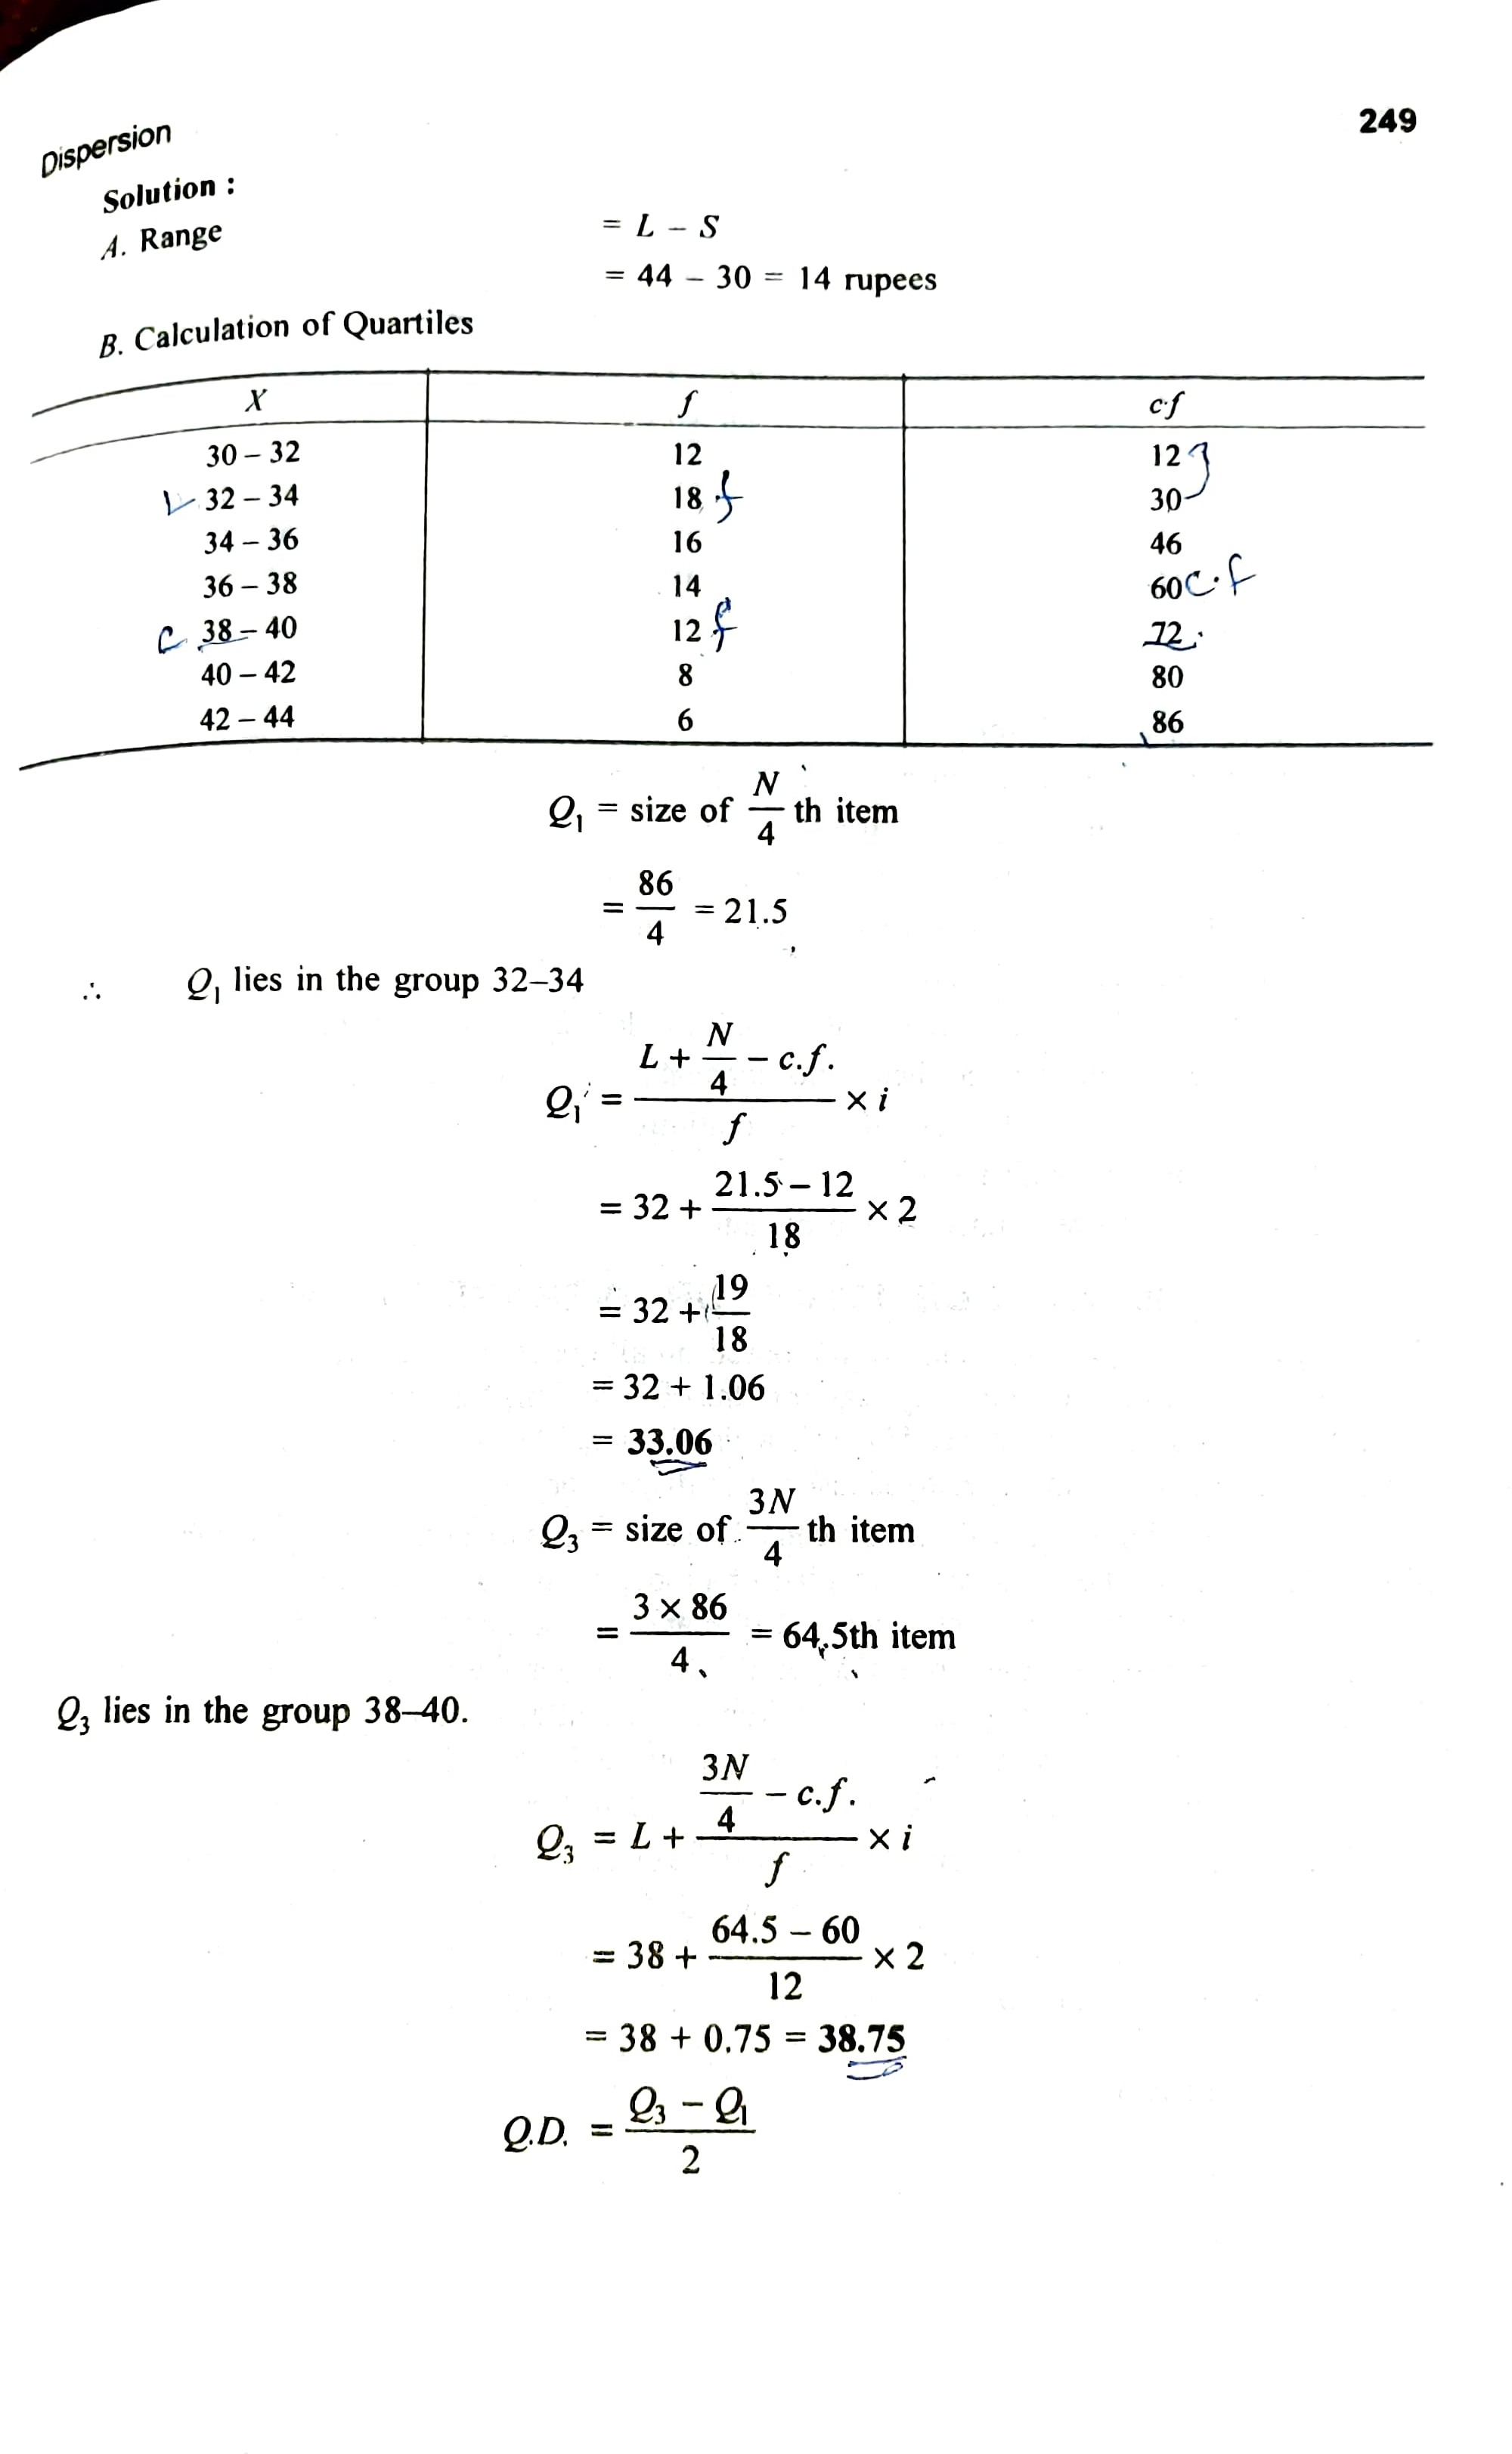 249
Dispersion
Solution :
A. Range = L – S
= 44 – 30 = 14 rupees
B. Calculation of Quartiles
X f c·f
30 – 32 12 12
L 32 – 34 18 f 30
34 – 36 16 46
36 – 38 14 60 c.f
38 – 40 12 f 72
40 – 42 8 80
42 – 44 6 86
Q₁ = size of N/4 th item
= 86/4 = 21.5
∴ Q₁ lies in the group 32–34
Q₁ = (L + N/4 – c.f.)/f × i
= 32 + (21.5 – 12)/18 × 2
= 32 + 19/18
= 32 + 1.06
= 33.06
Q₃ = size of 3N/4 th item
= (3 × 86)/4 = 64.5th item
Q₃ lies in the group 38–40.
Q₃ = L + (3N/4 – c.f.)/f × i
= 38 + (64.5 – 60)/12 × 2
= 38 + 0.75 = 38.75
Q.D. = (Q₃ – Q₁)/2